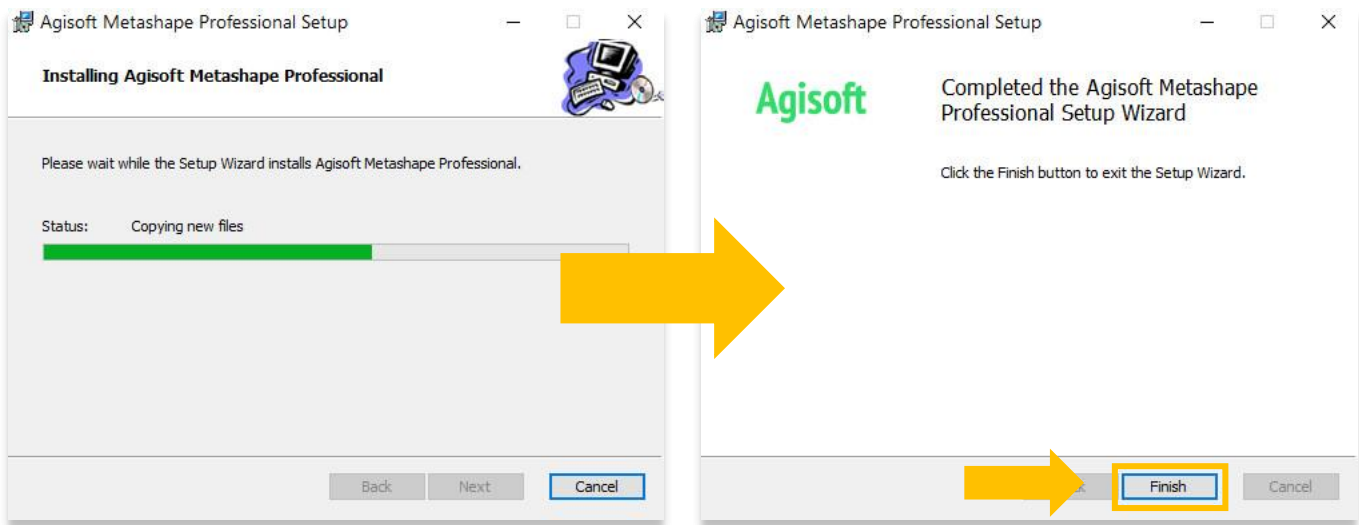 Agisoft Metashape Professional Setup
Installing Agisoft Metashape Professional
Please wait while the Setup Wizard installs Agisoft Metashape Professional.
Status: Copying new files
Back Next Cancel
Agisoft Metashape Professional Setup
Agisoft
Completed the Agisoft Metashape
Professional Setup Wizard
Click the Finish button to exit the Setup Wizard.
Finish Cancel